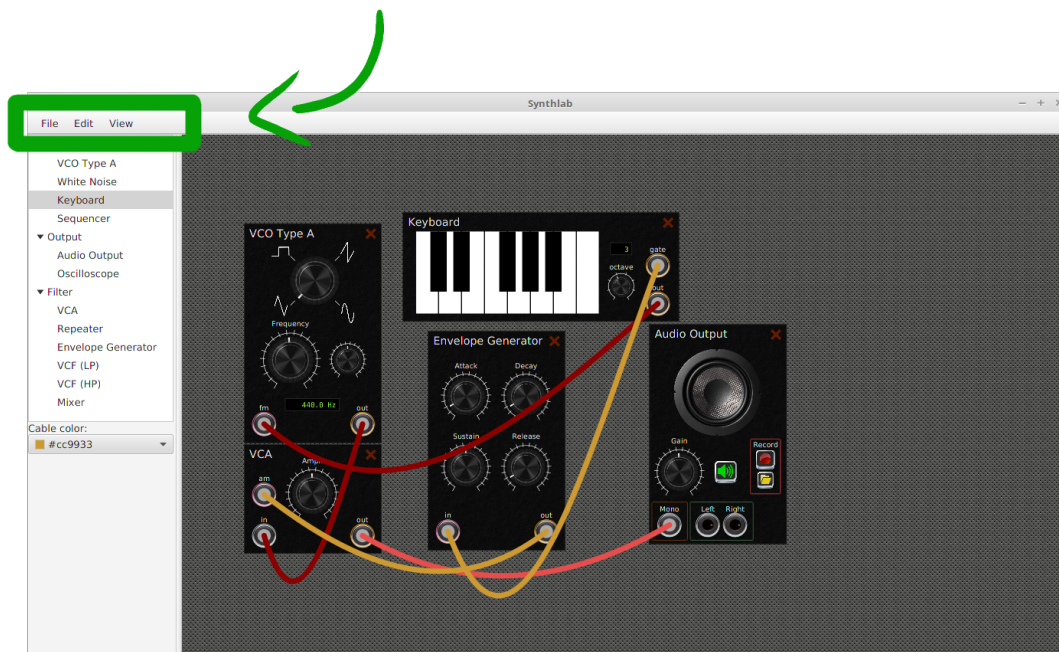 Synthlab
File Edit View
VCO Type A
White Noise
Keyboard
Sequencer
Output
Audio Output
Oscilloscope
Filter
VCA
Repeater
Envelope Generator
VCF (LP)
VCF (HP)
Mixer
Cable color:
#cc9933
VCO Type A
Frequency
440.0 Hz
fm out
VCA
Ampl
am
in out
Keyboard
3
gate
octave
out
Envelope Generator
Attack Decay
Sustain Release
in out
Audio Output
Gain
Record
Mono Left Right